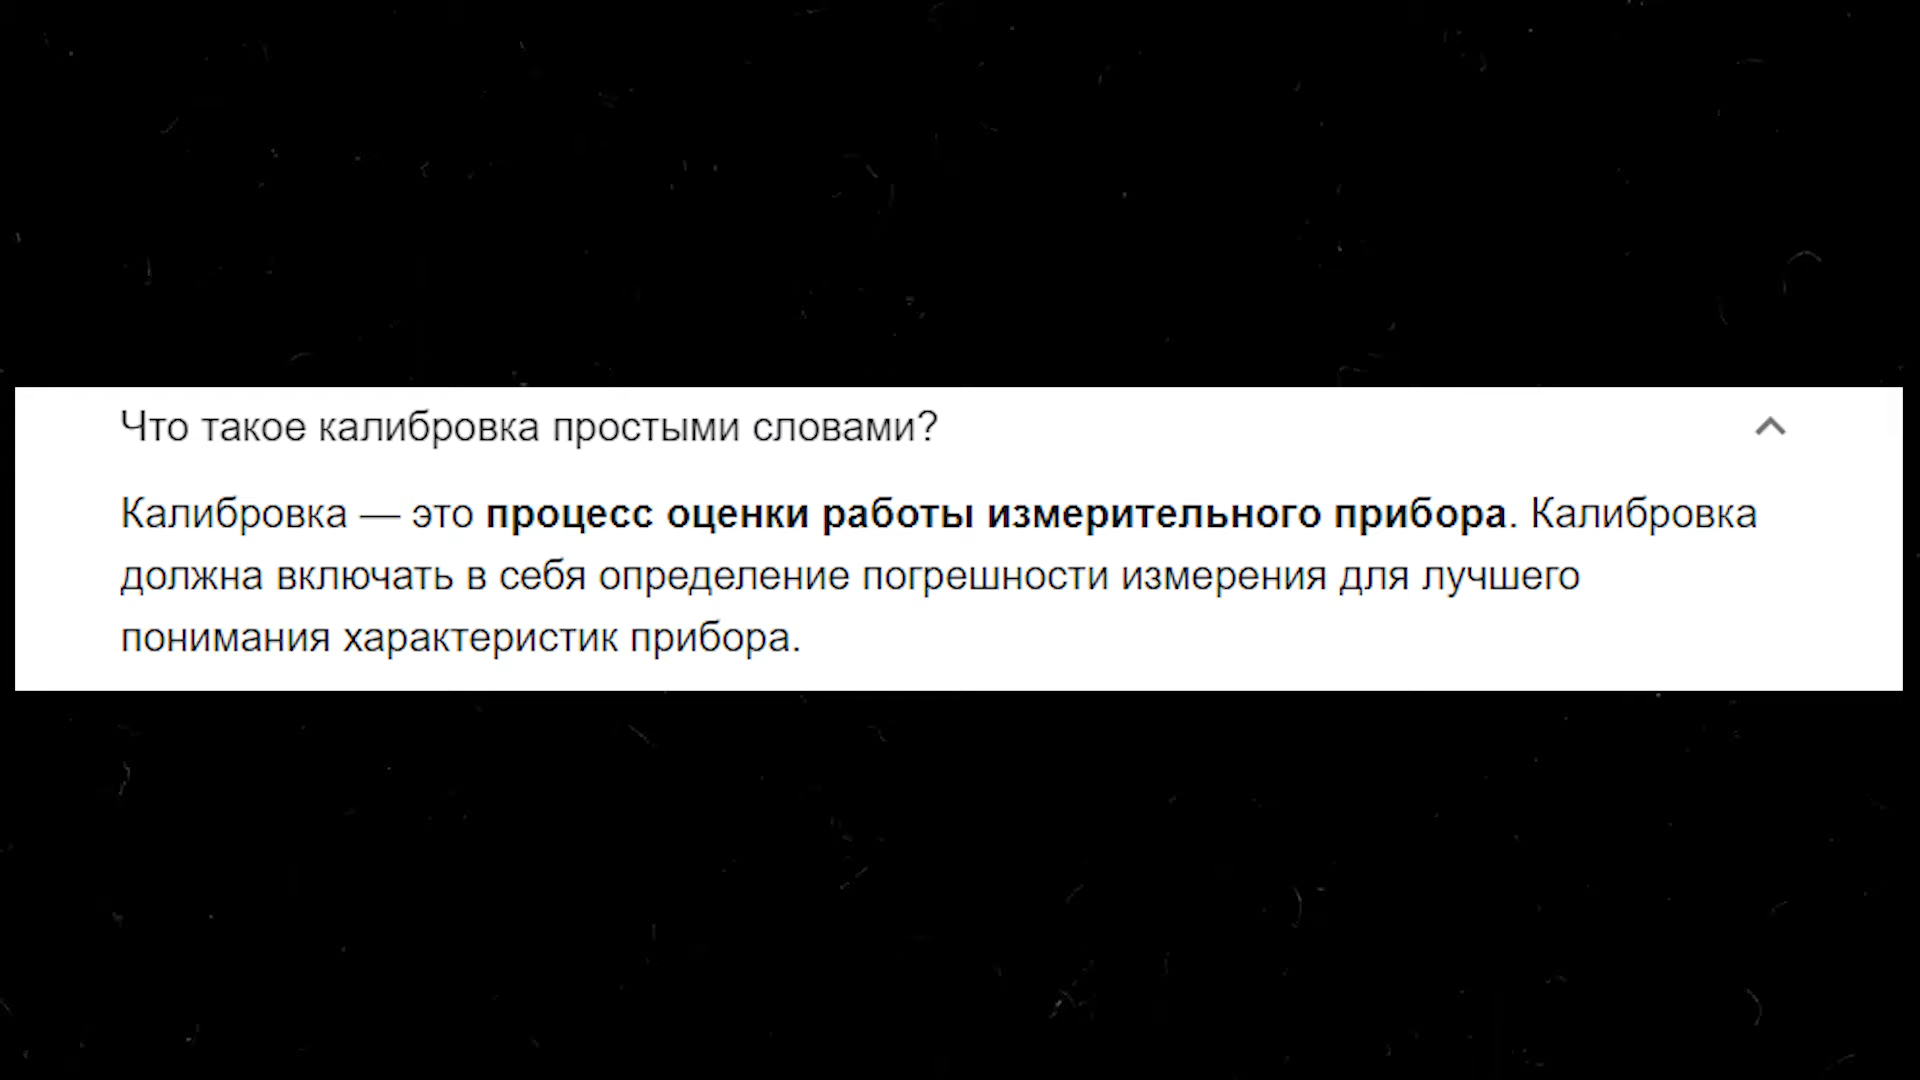 Что такое калибровка простыми словами?
Калибровка — это процесс оценки работы измерительного прибора. Калибровка
должна включать в себя определение погрешности измерения для лучшего
понимания характеристик прибора.